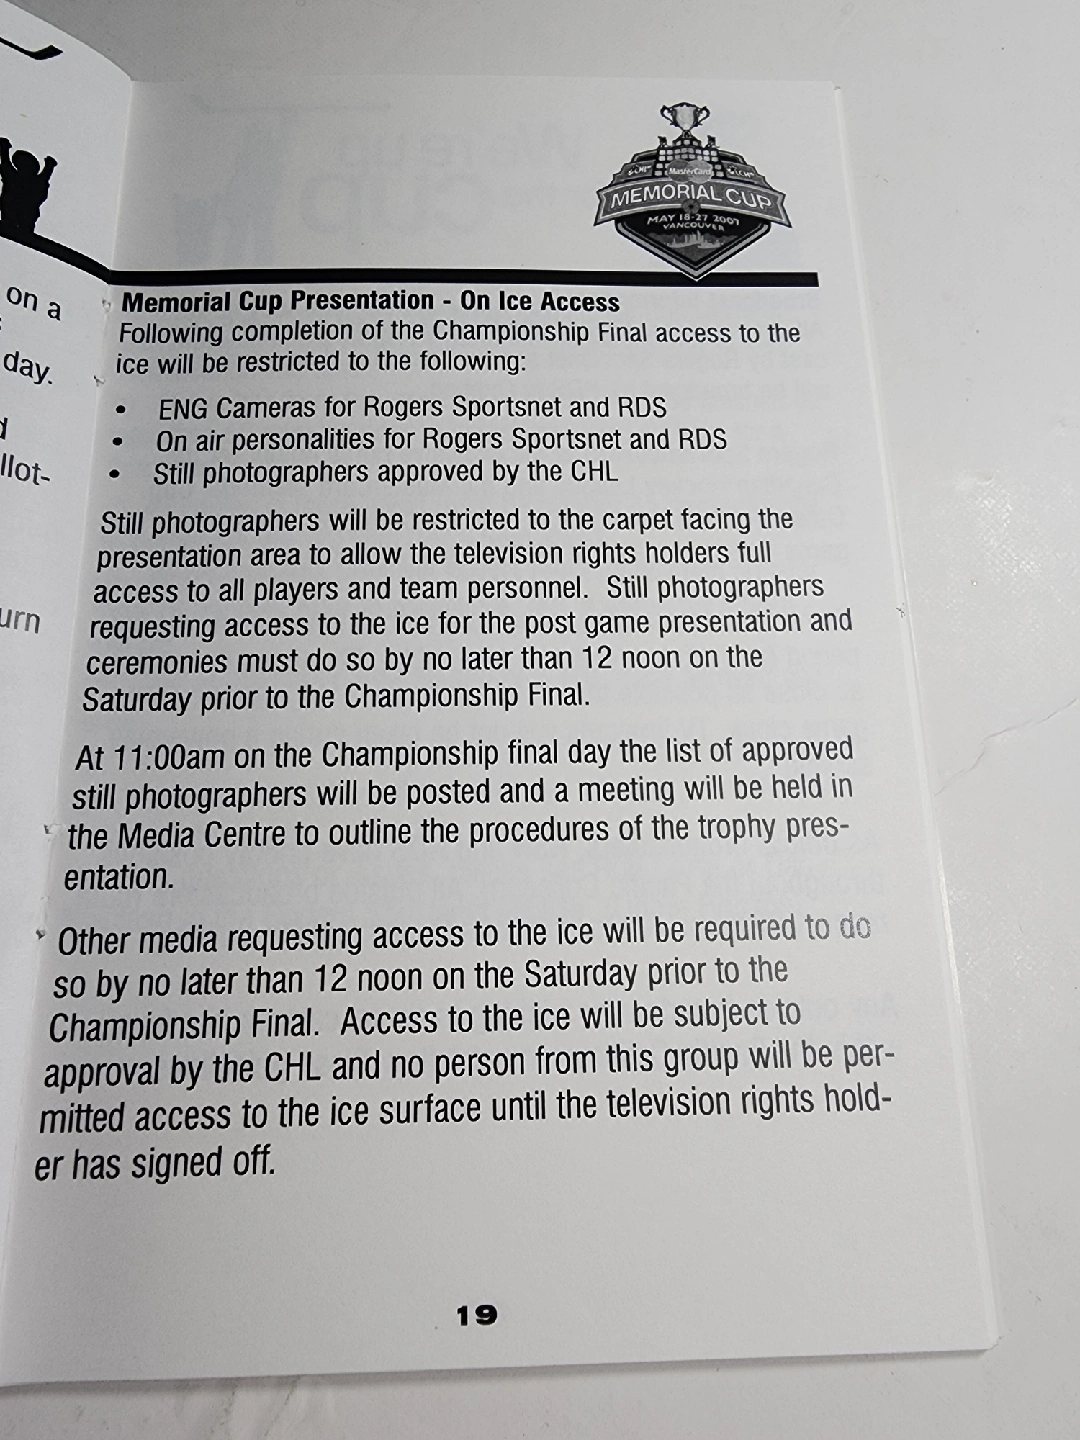 on a
day.
llot-
urn
MasterCard
MEMORIAL CUP
MAY 18-27 2007
VANCOUVER
Memorial Cup Presentation - On Ice Access
Following completion of the Championship Final access to the
ice will be restricted to the following:
• ENG Cameras for Rogers Sportsnet and RDS
• On air personalities for Rogers Sportsnet and RDS
• Still photographers approved by the CHL
Still photographers will be restricted to the carpet facing the
presentation area to allow the television rights holders full
access to all players and team personnel.  Still photographers
requesting access to the ice for the post game presentation and
ceremonies must do so by no later than 12 noon on the
Saturday prior to the Championship Final.
At 11:00am on the Championship final day the list of approved
still photographers will be posted and a meeting will be held in
the Media Centre to outline the procedures of the trophy pres-
entation.
Other media requesting access to the ice will be required to do
so by no later than 12 noon on the Saturday prior to the
Championship Final.  Access to the ice will be subject to
approval by the CHL and no person from this group will be per-
mitted access to the ice surface until the television rights hold-
er has signed off.
19